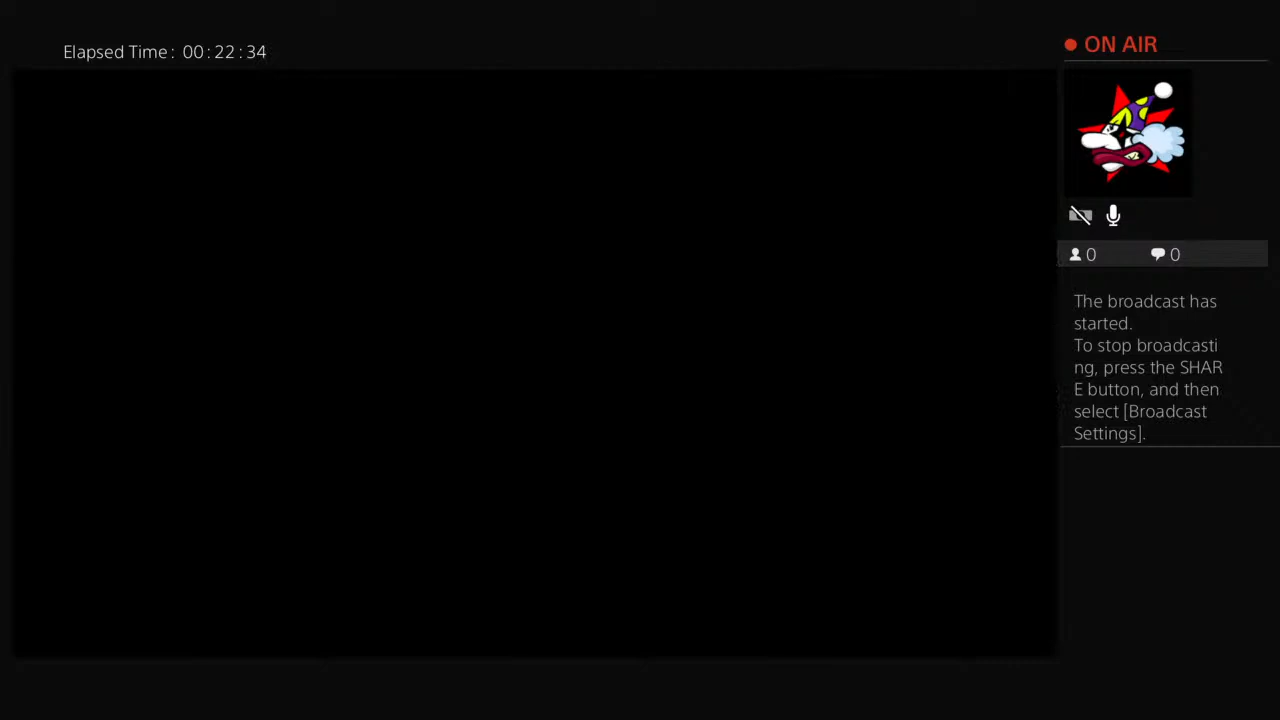 Elapsed Time: 00:22:34
ON AIR
0 0
The broadcast has
started.
To stop broadcasti
ng, press the SHAR
E button, and then
select [Broadcast
Settings].